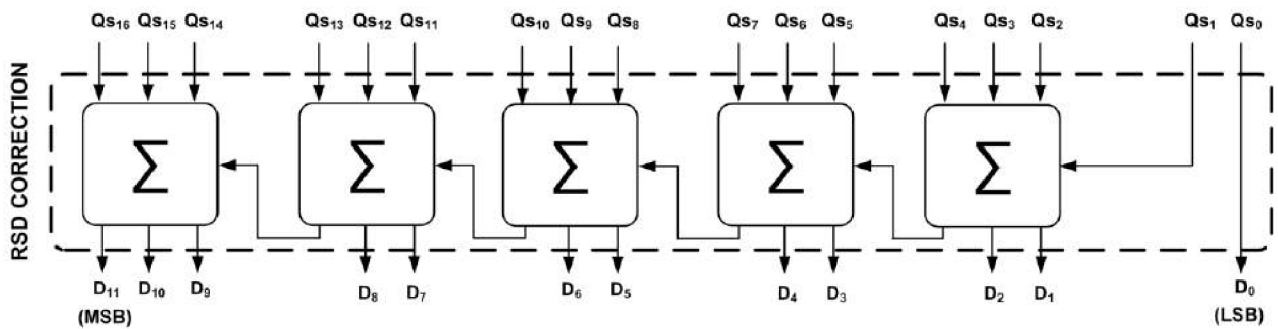 Qs16 Qs15 Qs14 Qs13 Qs12 Qs11 Qs10 Qs9 Qs8 Qs7 Qs6 Qs5 Qs4 Qs3 Qs2 Qs1 Qs0
RSD CORRECTION
Σ Σ Σ Σ Σ
D11 D10 D9 D8 D7 D6 D5 D4 D3 D2 D1 D0
(MSB) (LSB)